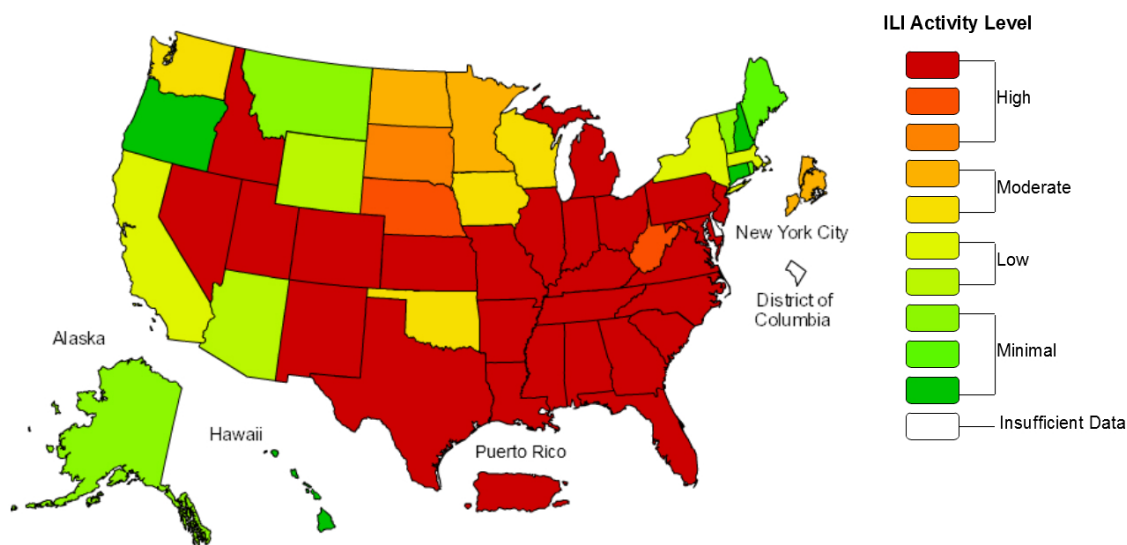 ILI Activity Level
High
Moderate
New York City
Low
District of
Columbia
Alaska
Minimal
Hawaii
Insufficient Data
Puerto Rico